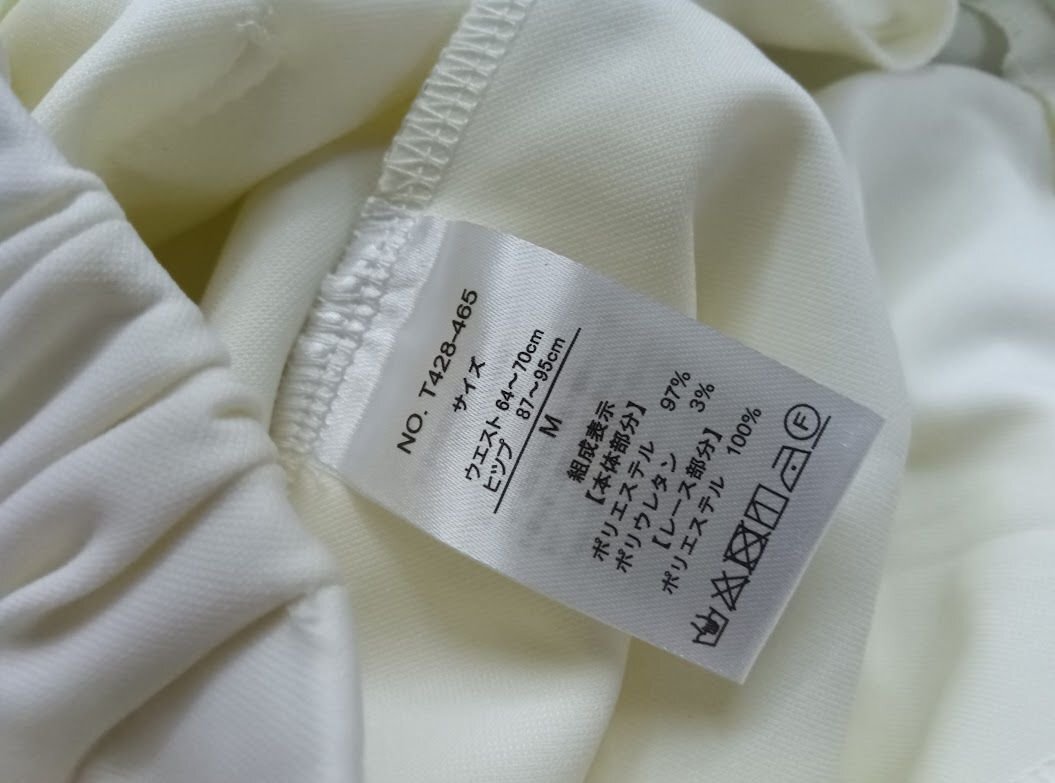 NO. T428-465
サイズ
ウエスト 64～70cm
ヒップ 87～95cm
M
組成表示
【本体部分】
ポリエステル 97%
ポリウレタン 3%
【レース部分】
ポリエステル 100%
F